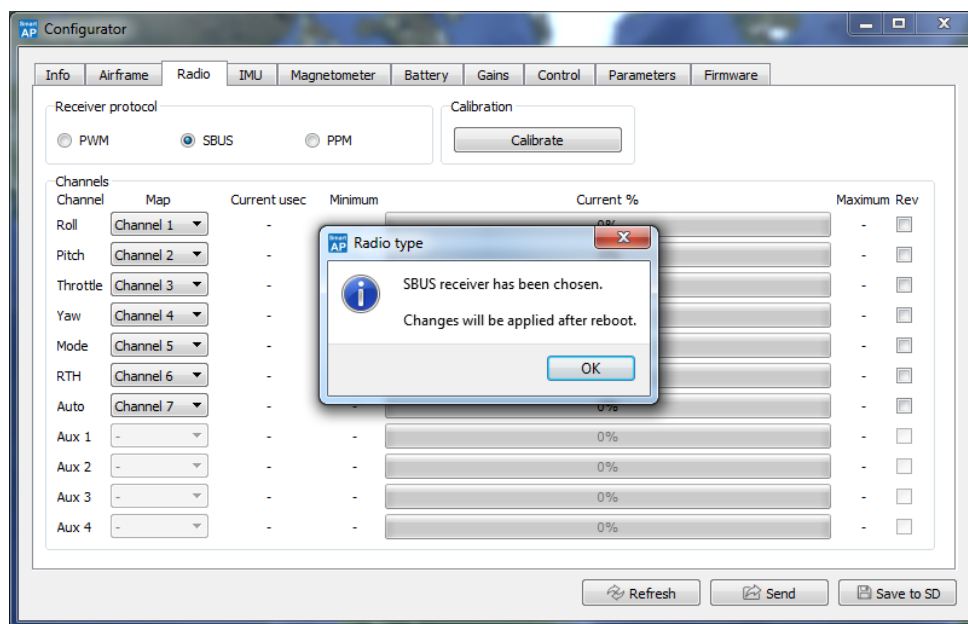 Smart AP Configurator
Info Airframe Radio IMU Magnetometer Battery Gains Control Parameters Firmware
Receiver protocol
PWM SBUS PPM
Calibration
Calibrate
Channels
Channel Map Current usec Minimum Current % Maximum Rev
Roll Channel 1 - 0% -
Pitch Channel 2 - -
Throttle Channel 3 - -
Yaw Channel 4 - -
Mode Channel 5 - -
RTH Channel 6 - -
Auto Channel 7 - - 0% -
Aux 1 - - - 0% -
Aux 2 - - - 0% -
Aux 3 - - - 0% -
Aux 4 - - - 0% -
Smart AP Radio type
SBUS receiver has been chosen.
Changes will be applied after reboot.
OK
Refresh Send Save to SD